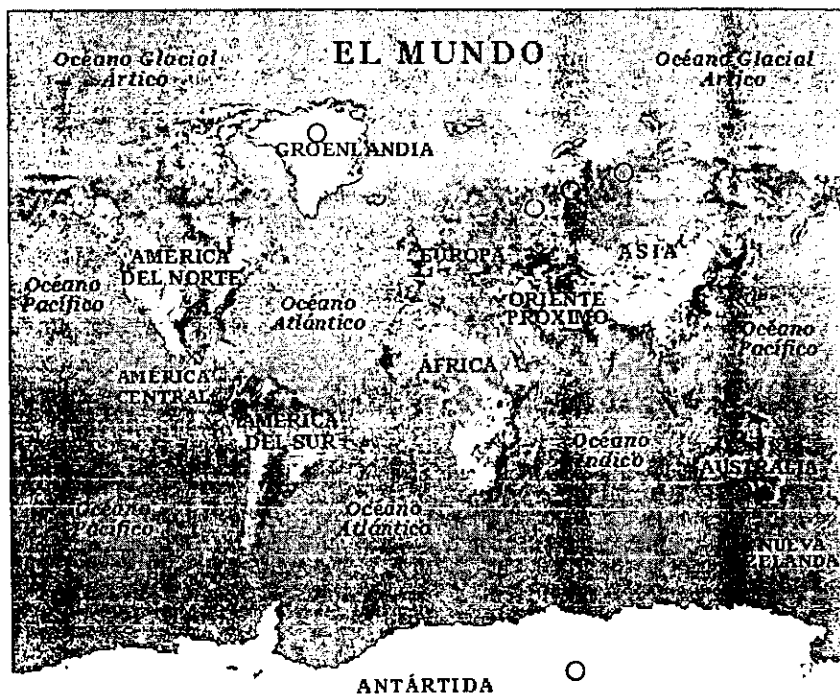 EL MUNDO
Océano Glacial
Ártico
Océano Glacial
Ártico
GROENLANDIA
AMÉRICA
DEL NORTE
EUROPA
ASIA
Océano
Pacífico
Océano
Atlántico
ORIENTE
PRÓXIMO
Océano
Pacífico
AMÉRICA
CENTRAL
ÁFRICA
AMÉRICA
DEL SUR
Océano
Índico
AUSTRALIA
Océano
Pacífico
Océano
Atlántico
NUEVA
ZELANDA
ANTÁRTIDA